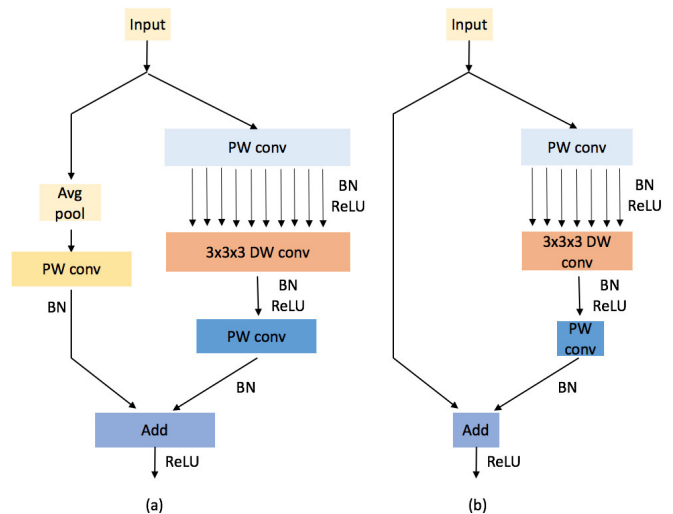 Input
PW conv
BN
ReLU
Avg
pool
3x3x3 DW conv
PW conv
BN
BN
ReLU
PW conv
BN
Add
ReLU
(a)
Input
PW conv
BN
ReLU
3x3x3 DW
conv
BN
ReLU
PW
conv
BN
Add
ReLU
(b)